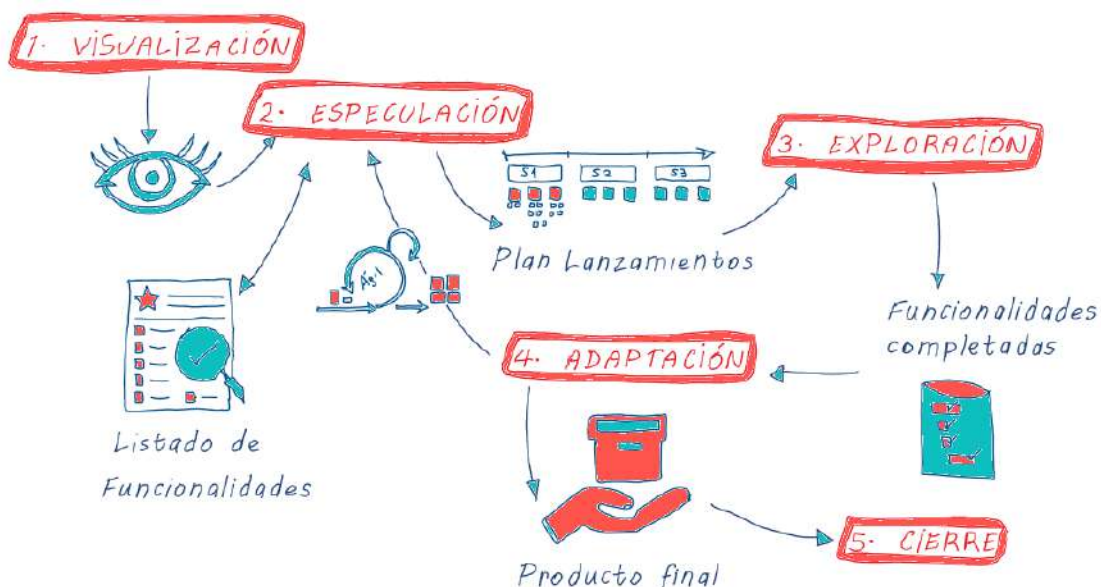 1. VISUALIZACIÓN
2. ESPECULACIÓN
3. EXPLORACIÓN
S1 S2 S3
Plan Lanzamientos
Ágil
Funcionalidades
completadas
4. ADAPTACIÓN
Listado de
Funcionalidades
5. CIERRE
Producto final